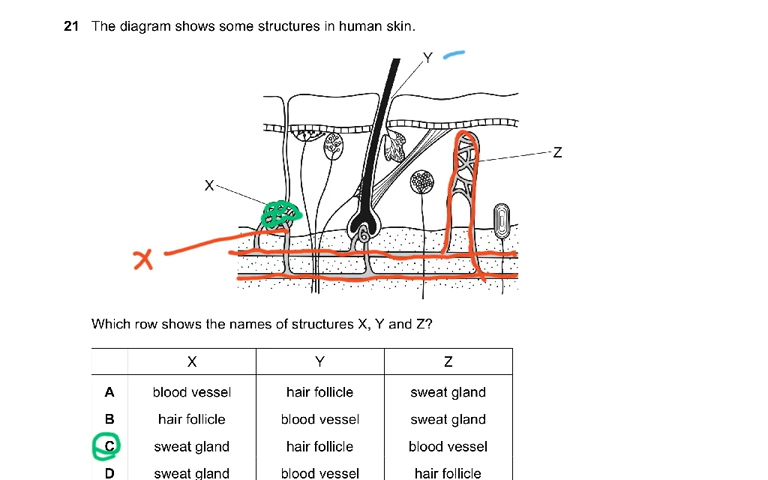 21 The diagram shows some structures in human skin.
Y
Z
X
X
Which row shows the names of structures X, Y and Z?
X Y Z
A blood vessel hair follicle sweat gland
B hair follicle blood vessel sweat gland
C sweat gland hair follicle blood vessel
D sweat gland blood vessel hair follicle